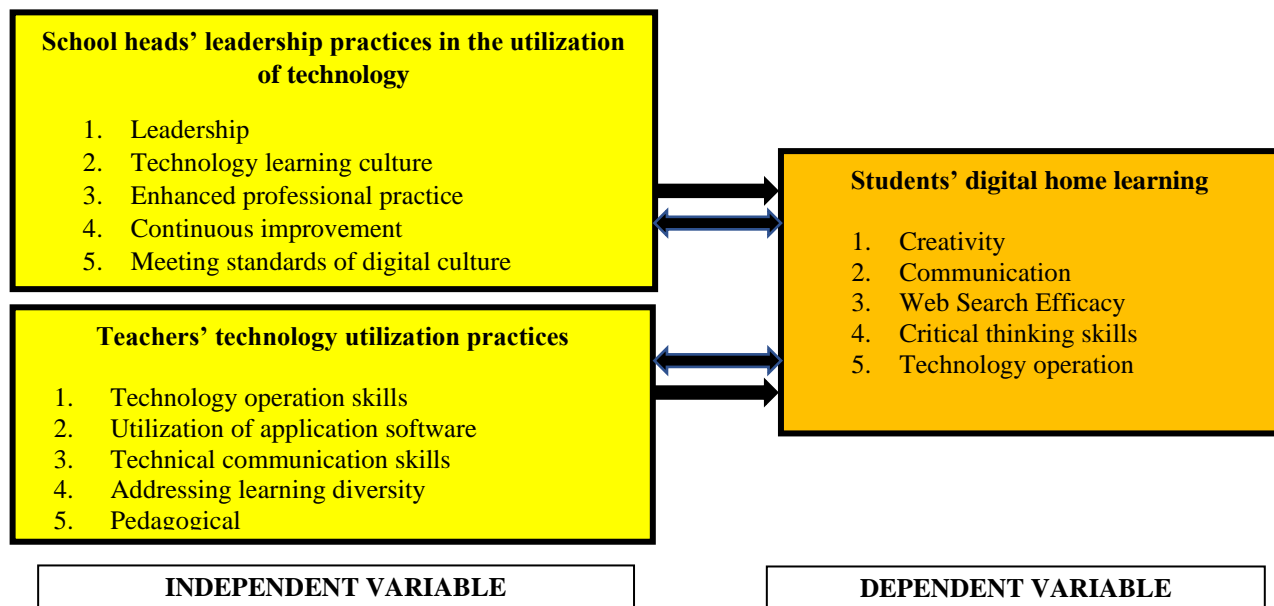 School heads’ leadership practices in the utilization
of technology
1. Leadership
2. Technology learning culture
3. Enhanced professional practice
4. Continuous improvement
5. Meeting standards of digital culture
Teachers’ technology utilization practices
1. Technology operation skills
2. Utilization of application software
3. Technical communication skills
4. Addressing learning diversity
5. Pedagogical
Students’ digital home learning
1. Creativity
2. Communication
3. Web Search Efficacy
4. Critical thinking skills
5. Technology operation
INDEPENDENT VARIABLE
DEPENDENT VARIABLE